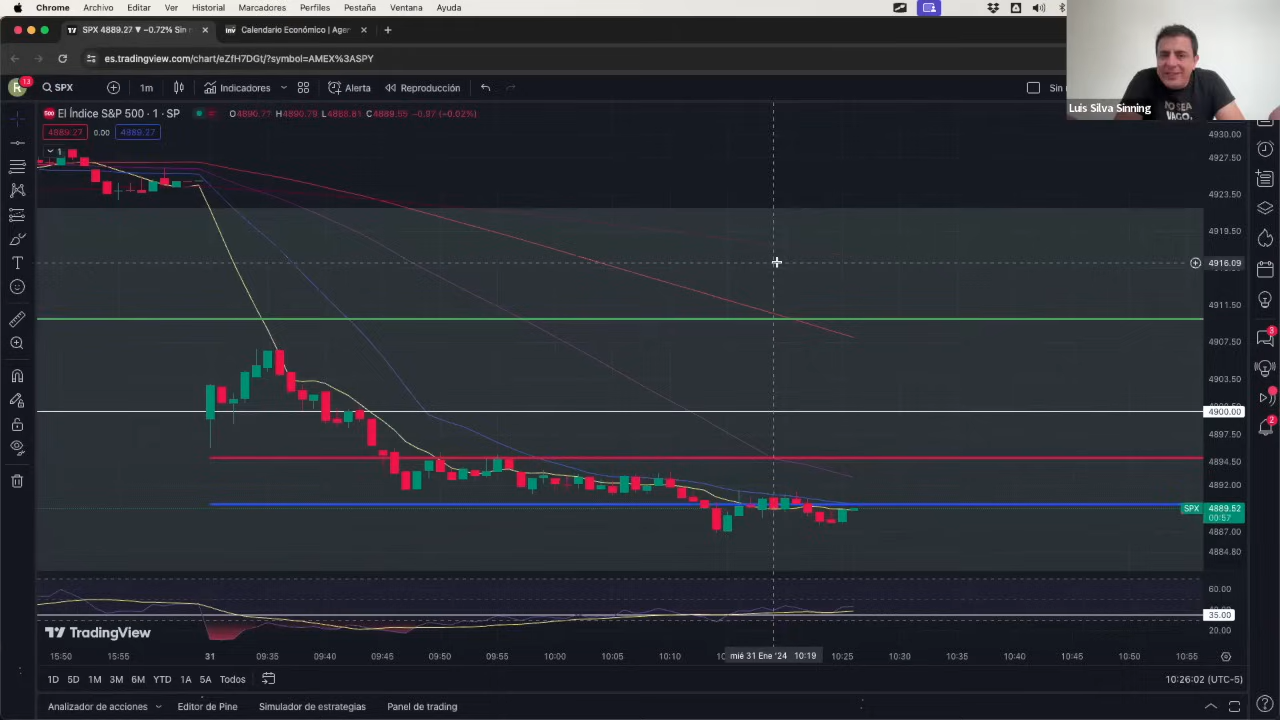 Chrome Archivo Editar Ver Historial Marcadores Perfiles Pestaña Ventana Ayuda
SPX 4889.27 ▼ −0.72% Sin
Calendario Económico | Agen
es.tradingview.com/chart/eZfH7DGt/?symbol=AMEX%3ASPY
R 13 SPX 1m Indicadores Alerta Reproducción
Luis Silva Sinning
500 El Índice S&P 500 · 1 · SP O4890.77 H4890.79 L4888.81 C4889.55 −0.97 (−0.02%)
4889.27 0.00 4889.27
1
4930.00
4927.50
4923.50
4919.50
4916.09
4911.50
4907.50
4903.50
4900.00
4897.50
4894.50
4892.00
SPX 4889.52
00:57
4887.00
4884.80
60.00
35.00
20.00
TradingView
15:50 15:55 31 09:35 09:40 09:45 09:50 09:55 10:00 10:05 10:10 mié 31 Ene '24 10:19 10:25 10:30 10:35 10:40 10:45 10:50 10:55
1D 5D 1M 3M 6M YTD 1A 5A Todos
10:26:02 (UTC-5)
Analizador de acciones Editor de Pine Simulador de estrategias Panel de trading